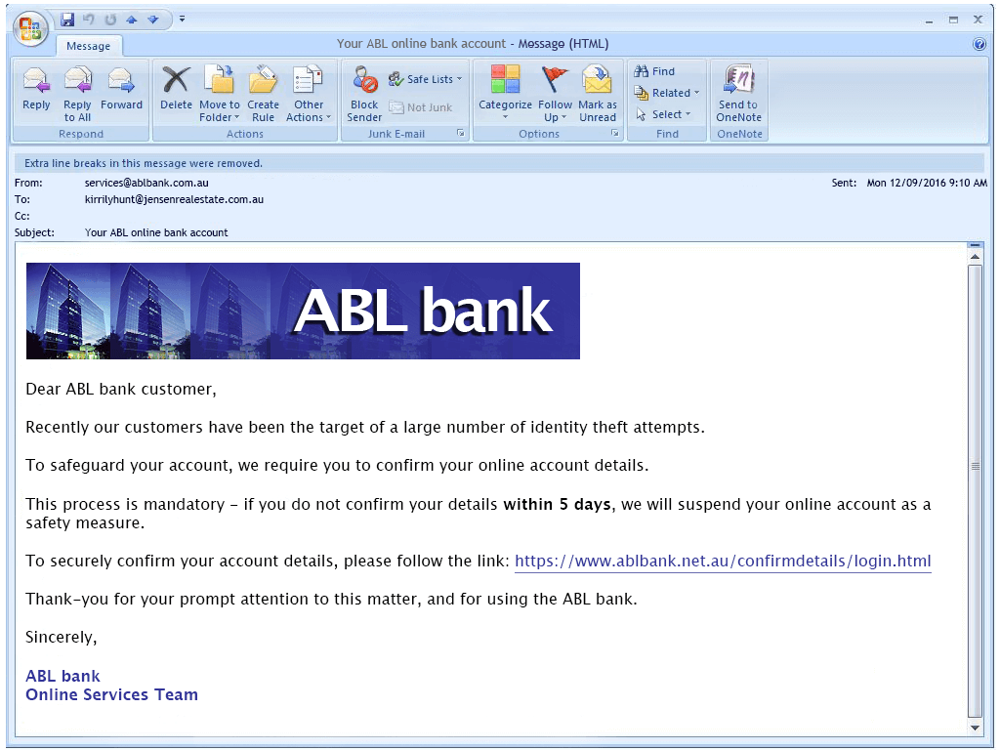 Message
Your ABL online bank account - Message (HTML)
Reply
Reply to All
Forward
Respond
Delete
Move to Folder
Create Rule
Other Actions
Actions
Block Sender
Safe Lists
Not Junk
Junk E-mail
Categorize
Follow Up
Mark as Unread
Options
Find
Related
Select
Find
Send to OneNote
OneNote
Extra line breaks in this message were removed.
From: services@ablbank.com.au
Sent: Mon 12/09/2016 9:10 AM
To: kirrilyhunt@jensenrealestate.com.au
Cc:
Subject: Your ABL online bank account
ABL bank
Dear ABL bank customer,
Recently our customers have been the target of a large number of identity theft attempts.
To safeguard your account, we require you to confirm your online account details.
This process is mandatory - if you do not confirm your details within 5 days, we will suspend your online account as a
safety measure.
To securely confirm your account details, please follow the link: https://www.ablbank.net.au/confirmdetails/login.html
Thank-you for your prompt attention to this matter, and for using the ABL bank.
Sincerely,
ABL bank
Online Services Team